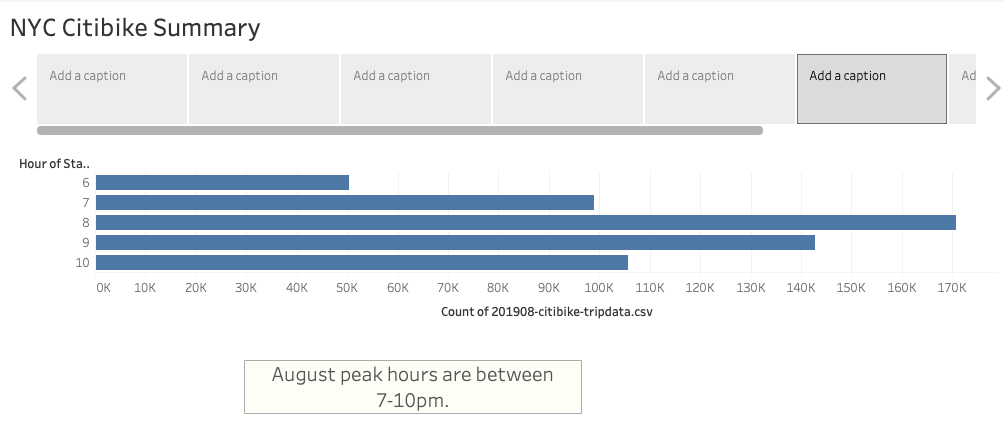 NYC Citibike Summary
Add a caption Add a caption Add a caption Add a caption Add a caption Add a caption Ad
Hour of Sta..
6
7
8
9
10
0K 10K 20K 30K 40K 50K 60K 70K 80K 90K 100K 110K 120K 130K 140K 150K 160K 170K
Count of 201908-citibike-tripdata.csv
August peak hours are between
7-10pm.